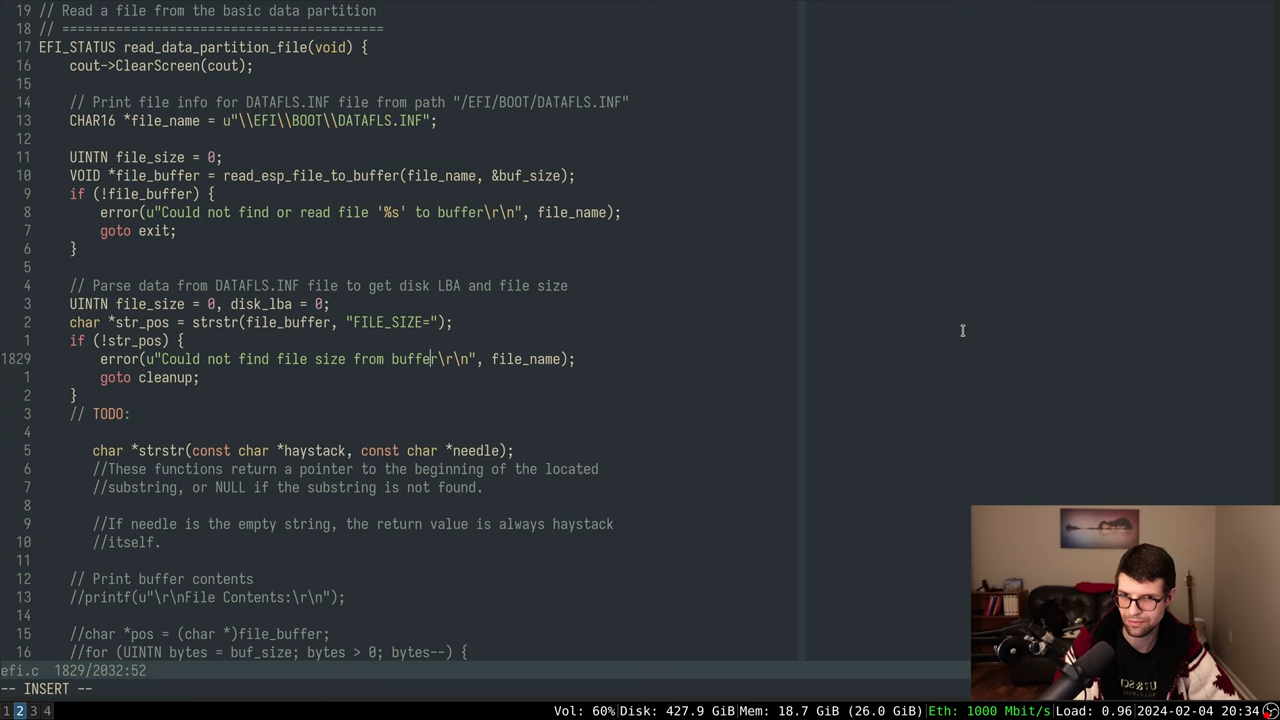 19 // Read a file from the basic data partition
18 // ==========================================
17 EFI_STATUS read_data_partition_file(void) {
16     cout->ClearScreen(cout);
15
14     // Print file info for DATAFLS.INF file from path "/EFI/BOOT/DATAFLS.INF"
13     CHAR16 *file_name = u"\\EFI\\BOOT\\DATAFLS.INF";
12
11     UINTN file_size = 0;
10     VOID *file_buffer = read_esp_file_to_buffer(file_name, &buf_size);
9     if (!file_buffer) {
8         error(u"Could not find or read file '%s' to buffer\r\n", file_name);
7         goto exit;
6     }
5
4     // Parse data from DATAFLS.INF file to get disk LBA and file size
3     UINTN file_size = 0, disk_lba = 0;
2     char *str_pos = strstr(file_buffer, "FILE_SIZE=");
1     if (!str_pos) {
1829         error(u"Could not find file size from buffer\r\n", file_name);
1         goto cleanup;
2     }
3     // TODO:
4
5        char *strstr(const char *haystack, const char *needle);
6        //These functions return a pointer to the beginning of the located
7        //substring, or NULL if the substring is not found.
8
9        //If needle is the empty string, the return value is always haystack
10        //itself.
11
12     // Print buffer contents
13     //printf(u"\r\nFile Contents:\r\n");
14
15     //char *pos = (char *)file_buffer;
16     //for (UINTN bytes = buf_size; bytes > 0; bytes--) {
efi.c  1829/2032:52
-- INSERT --
1 2 3 4 Vol: 60% Disk: 427.9 GiB Mem: 18.7 GiB (26.0 GiB) Eth: 1000 Mbit/s Load: 0.96 2024-02-04 20:34